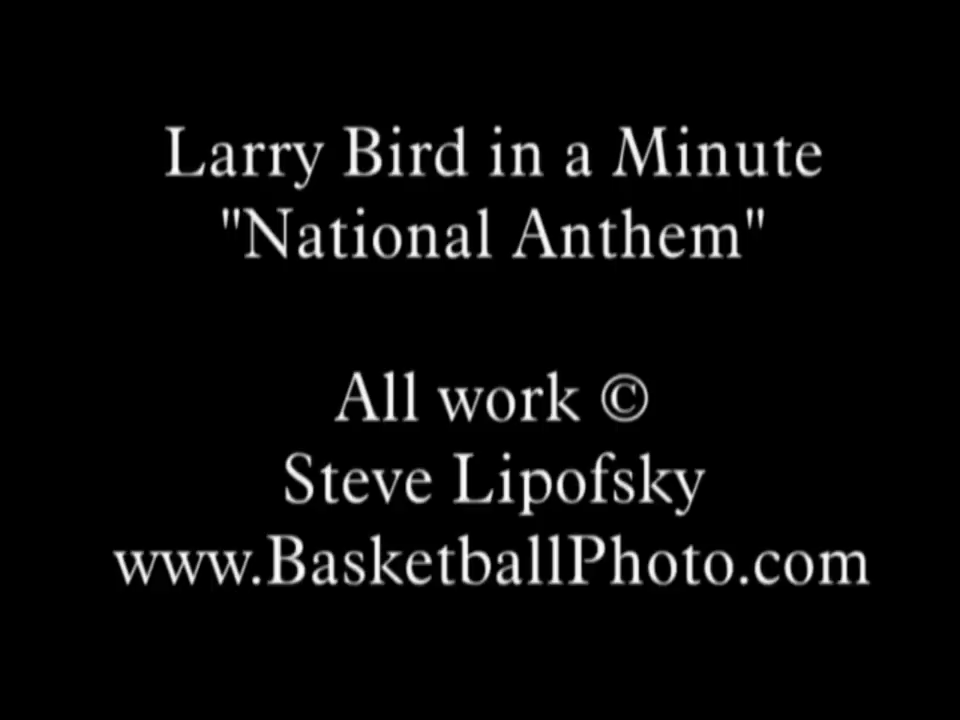 Larry Bird in a Minute
"National Anthem"
All work ©
Steve Lipofsky
www.BasketballPhoto.com